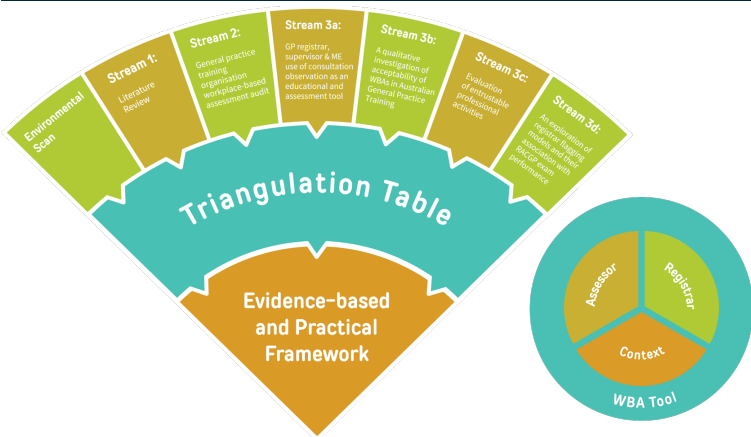 Environmental
Scan
Stream 1:
Literature
Review
Stream 2:
General practice
training
organisation
workplace-based
assessment audit
Stream 3a:
GP registrar,
supervisor & ME
use of consultation
observation as an
educational and
assessment tool
Stream 3b:
A qualitative
investigation of
acceptability of
WBAs in Australian
General Practice
Training
Stream 3c:
Evaluation
of entrustable
professional
activities
Stream 3d:
An exploration of
registrar flagging
models and their
association with
RACGP exam
performance
Triangulation Table
Evidence-based
and Practical
Framework
Assessor
Registrar
Context
WBA Tool